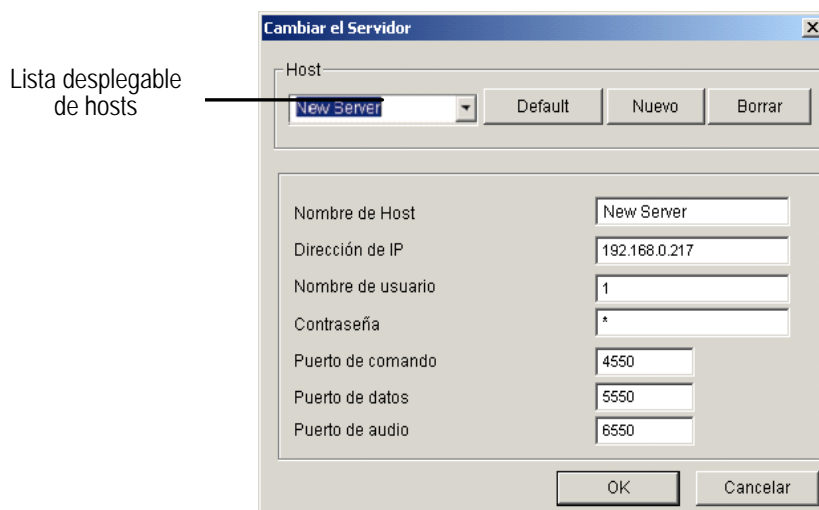 Cambiar el Servidor
Lista desplegable
de hosts
Host
New Server
Default
Nuevo
Borrar
Nombre de Host
New Server
Dirección de IP
192.168.0.217
Nombre de usuario
1
Contraseña
*
Puerto de comando
4550
Puerto de datos
5550
Puerto de audio
6550
OK
Cancelar